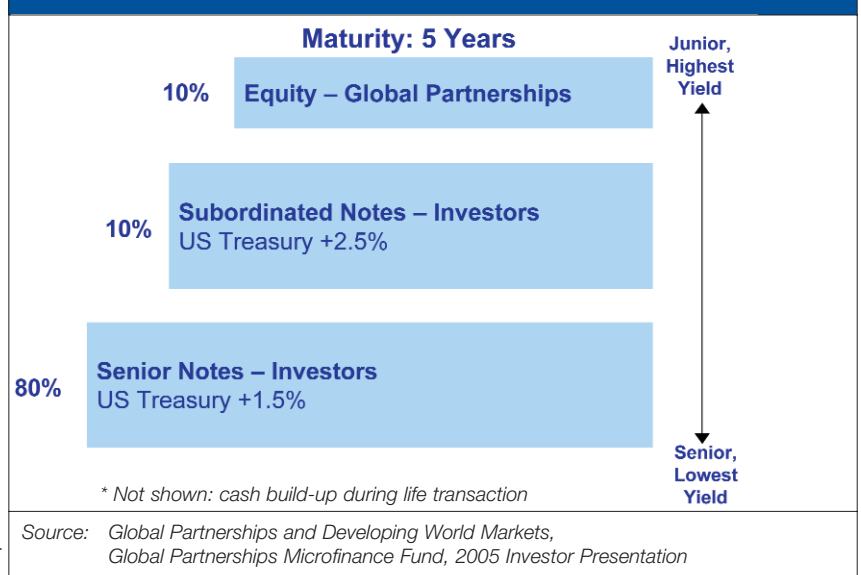 Maturity: 5 Years
Junior,
Highest
Yield
10%
Equity – Global Partnerships
10%
Subordinated Notes – Investors
US Treasury +2.5%
80%
Senior Notes – Investors
US Treasury +1.5%
Senior,
Lowest
Yield
* Not shown: cash build-up during life transaction
Source: Global Partnerships and Developing World Markets,
Global Partnerships Microfinance Fund, 2005 Investor Presentation